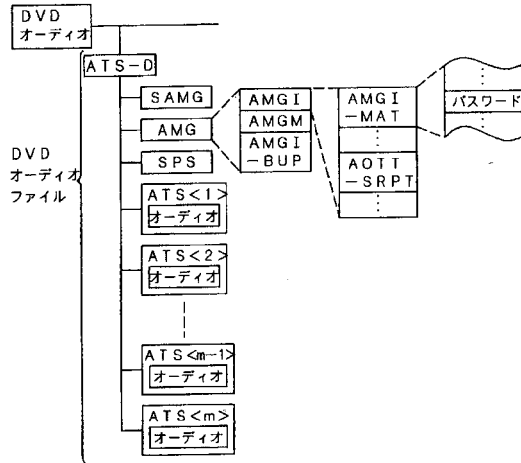 DVD
オーディオ
ATS-D
SAMG
AMG
SPS
AMGI
AMGM
AMGI
-BUP
AMGI
-MAT
⋮
AOTT
-SRPT
⋮
⋮
パスワード
⋮
DVD
オーディオ
ファイル
ATS<1>
オーディオ
ATS<2>
オーディオ
ATS<m-1>
オーディオ
ATS<m>
オーディオ